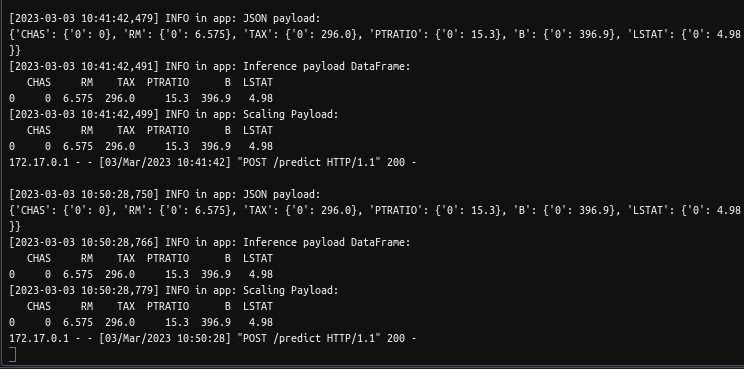 [2023-03-03 10:41:42,479] INFO in app: JSON payload:
{'CHAS': {'0': 0}, 'RM': {'0': 6.575}, 'TAX': {'0': 296.0}, 'PTRATIO': {'0': 15.3}, 'B': {'0': 396.9}, 'LSTAT': {'0': 4.98
}}
[2023-03-03 10:41:42,491] INFO in app: Inference payload DataFrame:
   CHAS     RM    TAX  PTRATIO      B  LSTAT
0     0  6.575  296.0     15.3  396.9   4.98
[2023-03-03 10:41:42,499] INFO in app: Scaling Payload:
   CHAS     RM    TAX  PTRATIO      B  LSTAT
0     0  6.575  296.0     15.3  396.9   4.98
172.17.0.1 - - [03/Mar/2023 10:41:42] "POST /predict HTTP/1.1" 200 -
[2023-03-03 10:50:28,750] INFO in app: JSON payload:
{'CHAS': {'0': 0}, 'RM': {'0': 6.575}, 'TAX': {'0': 296.0}, 'PTRATIO': {'0': 15.3}, 'B': {'0': 396.9}, 'LSTAT': {'0': 4.98
}}
[2023-03-03 10:50:28,766] INFO in app: Inference payload DataFrame:
   CHAS     RM    TAX  PTRATIO      B  LSTAT
0     0  6.575  296.0     15.3  396.9   4.98
[2023-03-03 10:50:28,779] INFO in app: Scaling Payload:
   CHAS     RM    TAX  PTRATIO      B  LSTAT
0     0  6.575  296.0     15.3  396.9   4.98
172.17.0.1 - - [03/Mar/2023 10:50:28] "POST /predict HTTP/1.1" 200 -